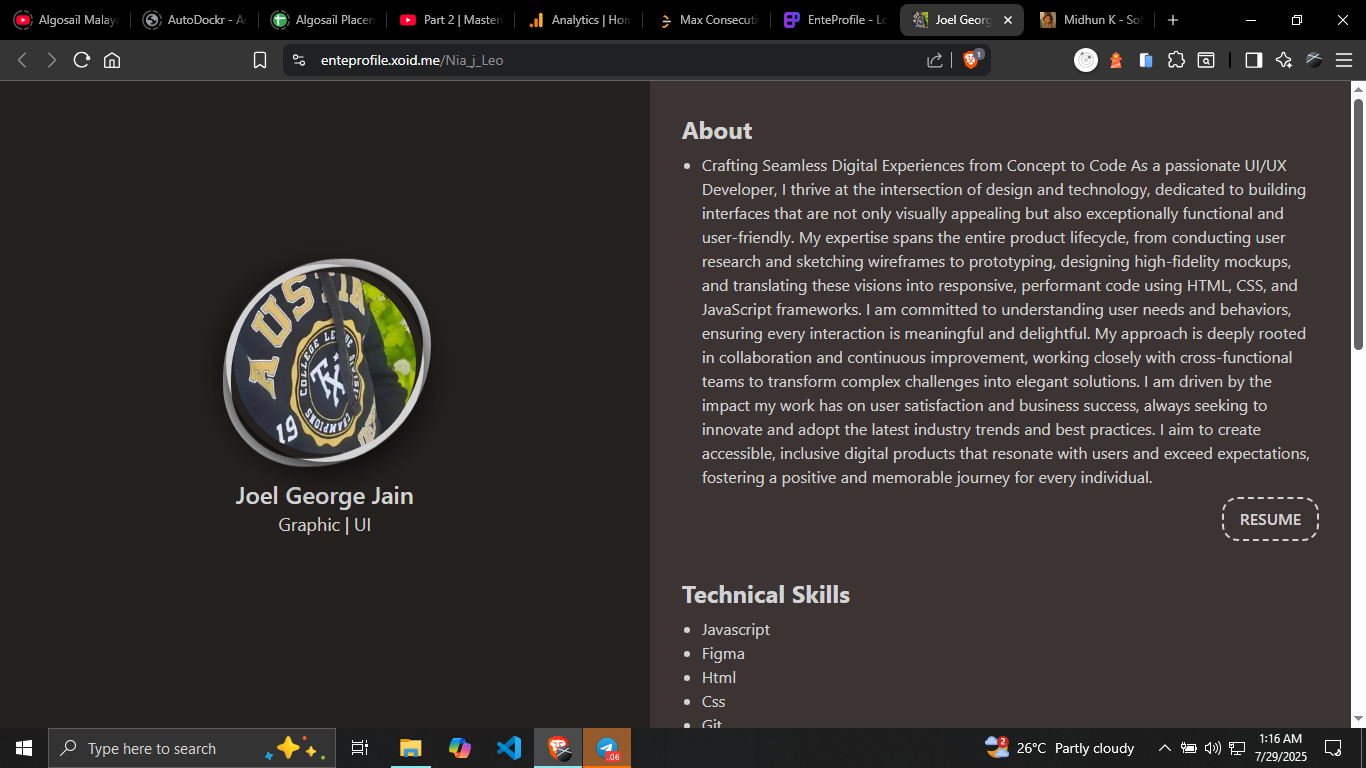 Algosail Malaya
AutoDockr - Ac
Algosail Placem
Part 2 | Masteri
Analytics | Hom
Max Consecuti
EnteProfile - Lo
Joel Georg
Midhun K - Sof
enteprofile.xoid.me/Nia_j_Leo
1
AUSTIN
COLLEGE LEAGUE DIVISION
TX
CHAMPIONS
19
Joel George Jain
Graphic | UI
About
• Crafting Seamless Digital Experiences from Concept to Code As a passionate UI/UX
Developer, I thrive at the intersection of design and technology, dedicated to building
interfaces that are not only visually appealing but also exceptionally functional and
user-friendly. My expertise spans the entire product lifecycle, from conducting user
research and sketching wireframes to prototyping, designing high-fidelity mockups,
and translating these visions into responsive, performant code using HTML, CSS, and
JavaScript frameworks. I am committed to understanding user needs and behaviors,
ensuring every interaction is meaningful and delightful. My approach is deeply rooted
in collaboration and continuous improvement, working closely with cross-functional
teams to transform complex challenges into elegant solutions. I am driven by the
impact my work has on user satisfaction and business success, always seeking to
innovate and adopt the latest industry trends and best practices. I aim to create
accessible, inclusive digital products that resonate with users and exceed expectations,
fostering a positive and memorable journey for every individual.
RESUME
Technical Skills
• Javascript
• Figma
• Html
• Css
• Git
Type here to search
.06
2
26°C Partly cloudy
1:16 AM
7/29/2025